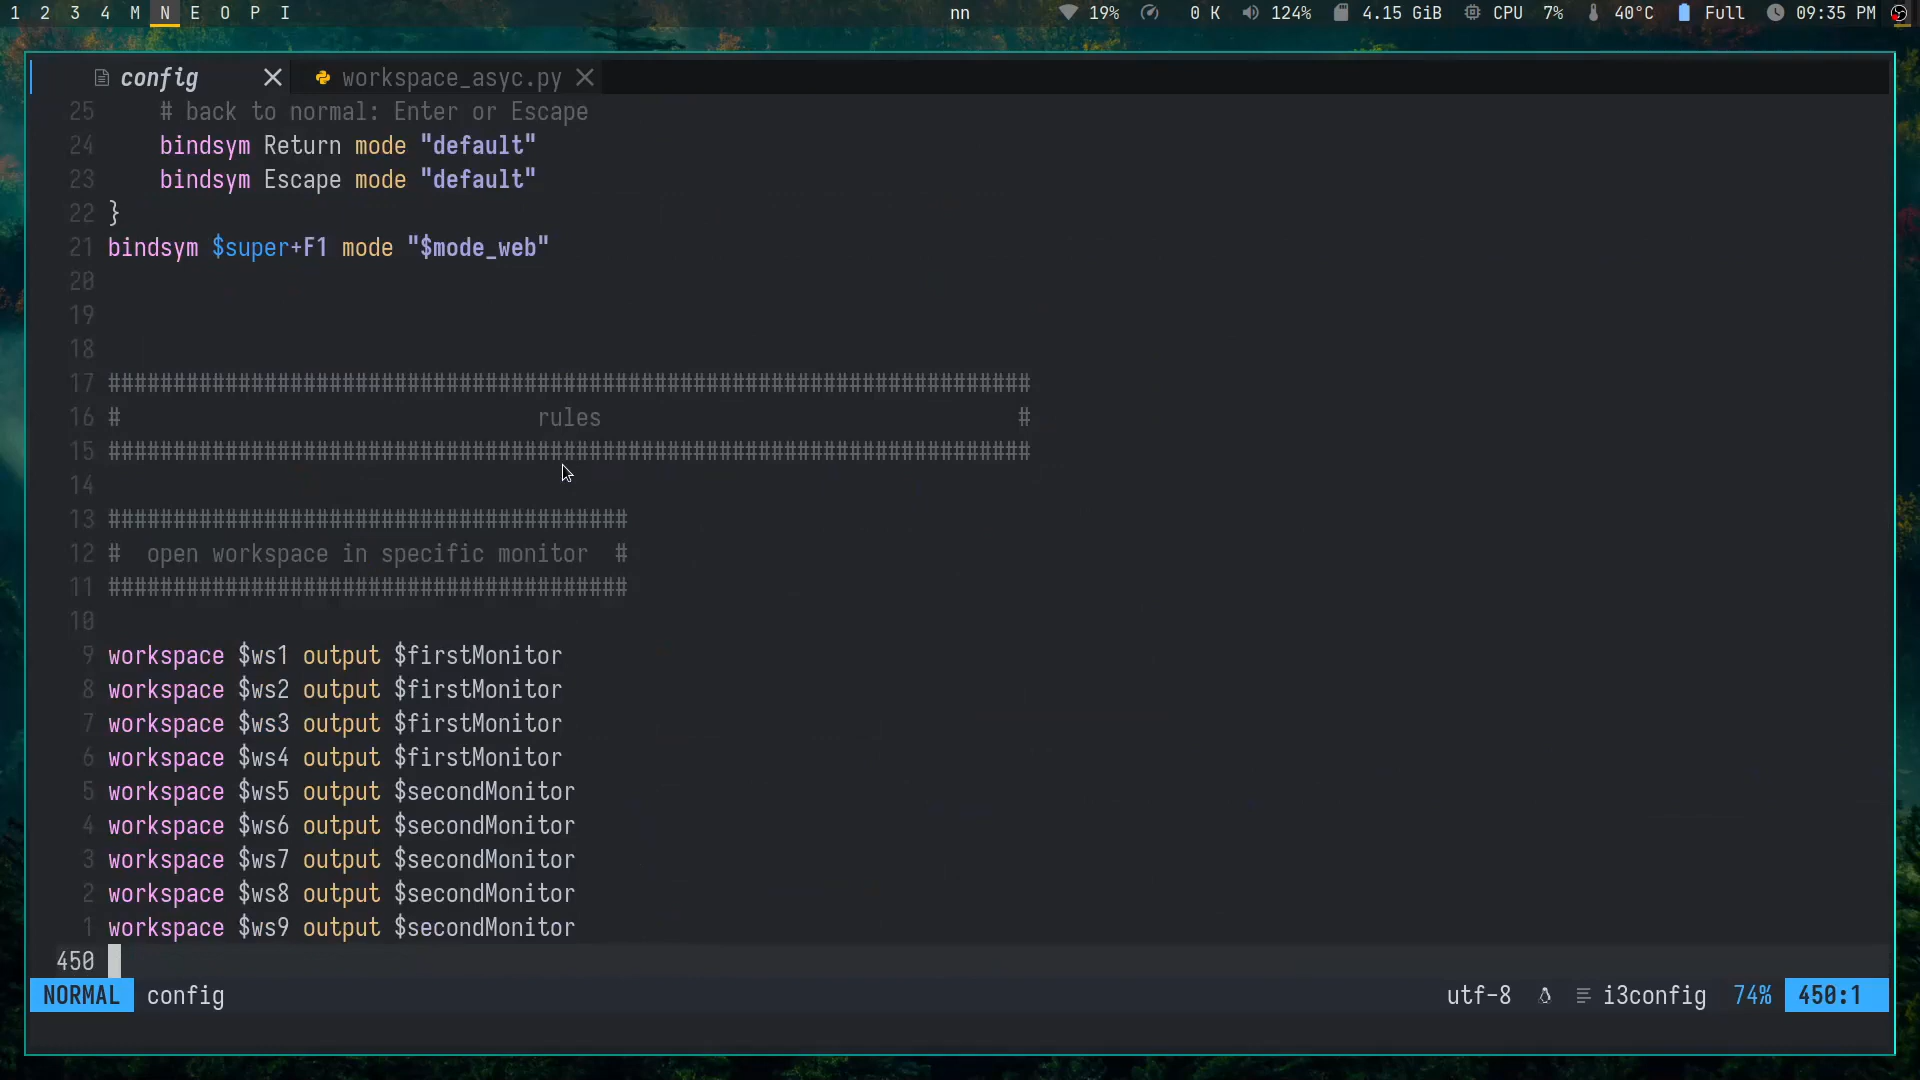 1 2 3 4 M N E O P I nn 19% 0 K 124% 4.15 GiB CPU 7% 40°C Full 09:35 PM
config workspace_asyc.py
25 # back to normal: Enter or Escape
24 bindsym Return mode "default"
23 bindsym Escape mode "default"
22 }
21 bindsym $super+F1 mode "$mode_web"
20
19
18
17 #######################################################################
16 # rules #
15 #######################################################################
14
13 ########################################
12 # open workspace in specific monitor #
11 ########################################
10
9 workspace $ws1 output $firstMonitor
8 workspace $ws2 output $firstMonitor
7 workspace $ws3 output $firstMonitor
6 workspace $ws4 output $firstMonitor
5 workspace $ws5 output $secondMonitor
4 workspace $ws6 output $secondMonitor
3 workspace $ws7 output $secondMonitor
2 workspace $ws8 output $secondMonitor
1 workspace $ws9 output $secondMonitor
450
NORMAL config utf-8 i3config 74% 450:1